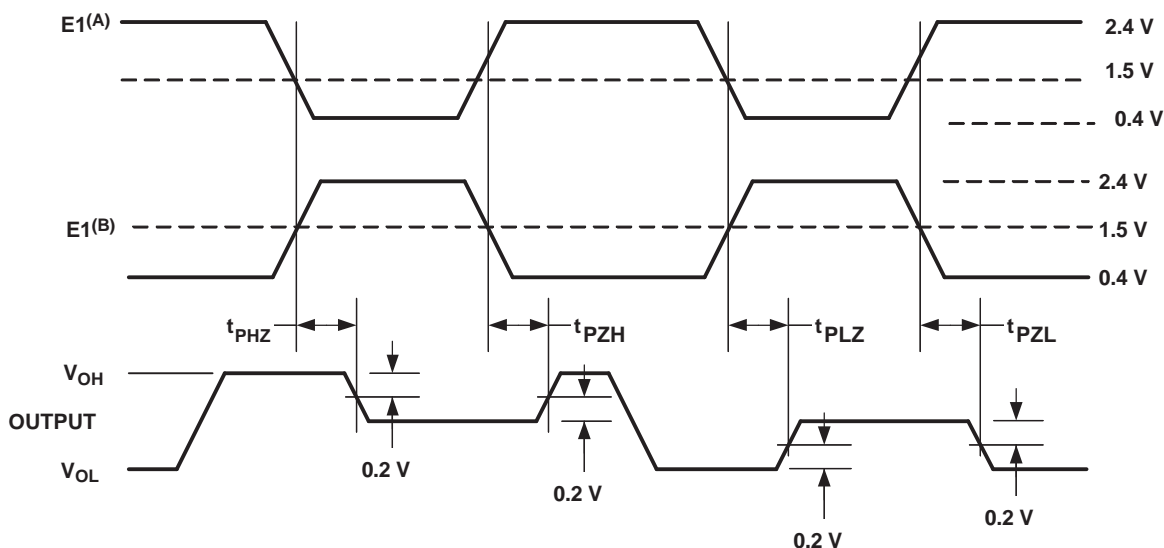 E1(A)
2.4 V
1.5 V
0.4 V
2.4 V
E1(B)
1.5 V
0.4 V
tPHZ
tPZH
tPLZ
tPZL
VOH
OUTPUT
VOL
0.2 V
0.2 V
0.2 V
0.2 V